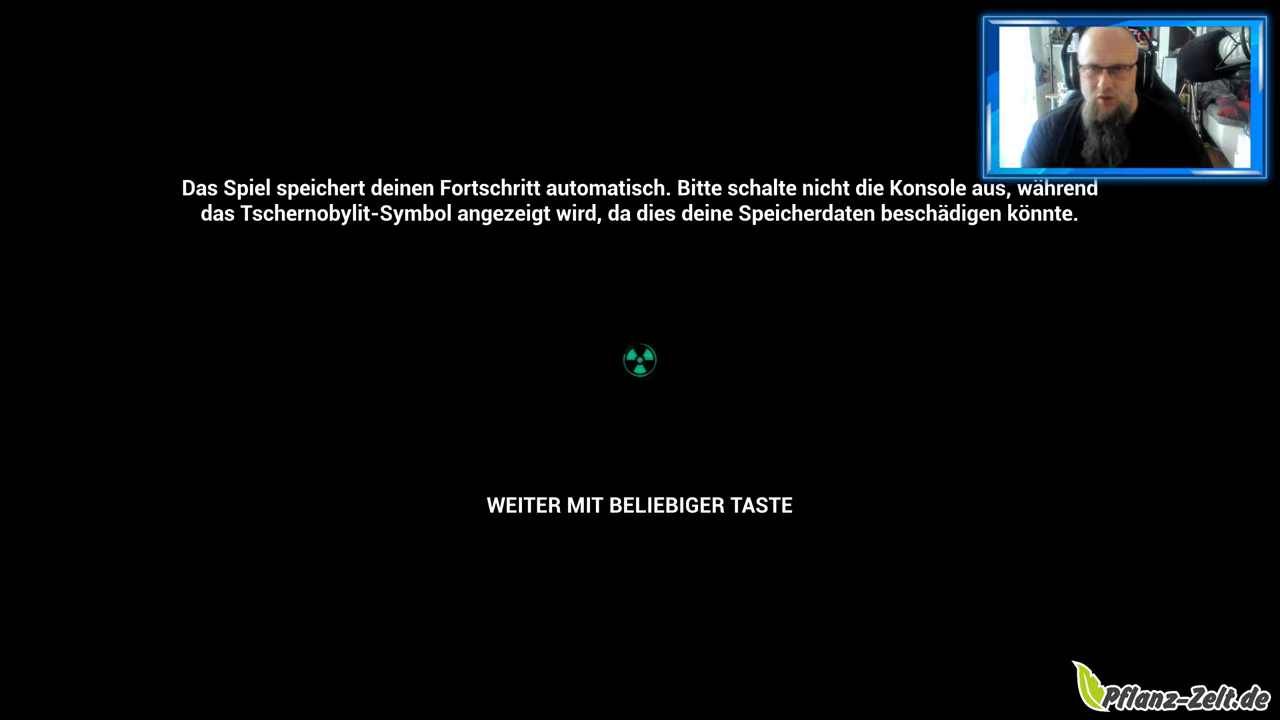 Das Spiel speichert deinen Fortschritt automatisch. Bitte schalte nicht die Konsole aus, während
das Tschernobylit-Symbol angezeigt wird, da dies deine Speicherdaten beschädigen könnte.
WEITER MIT BELIEBIGER TASTE
Pflanz-Zelt.de